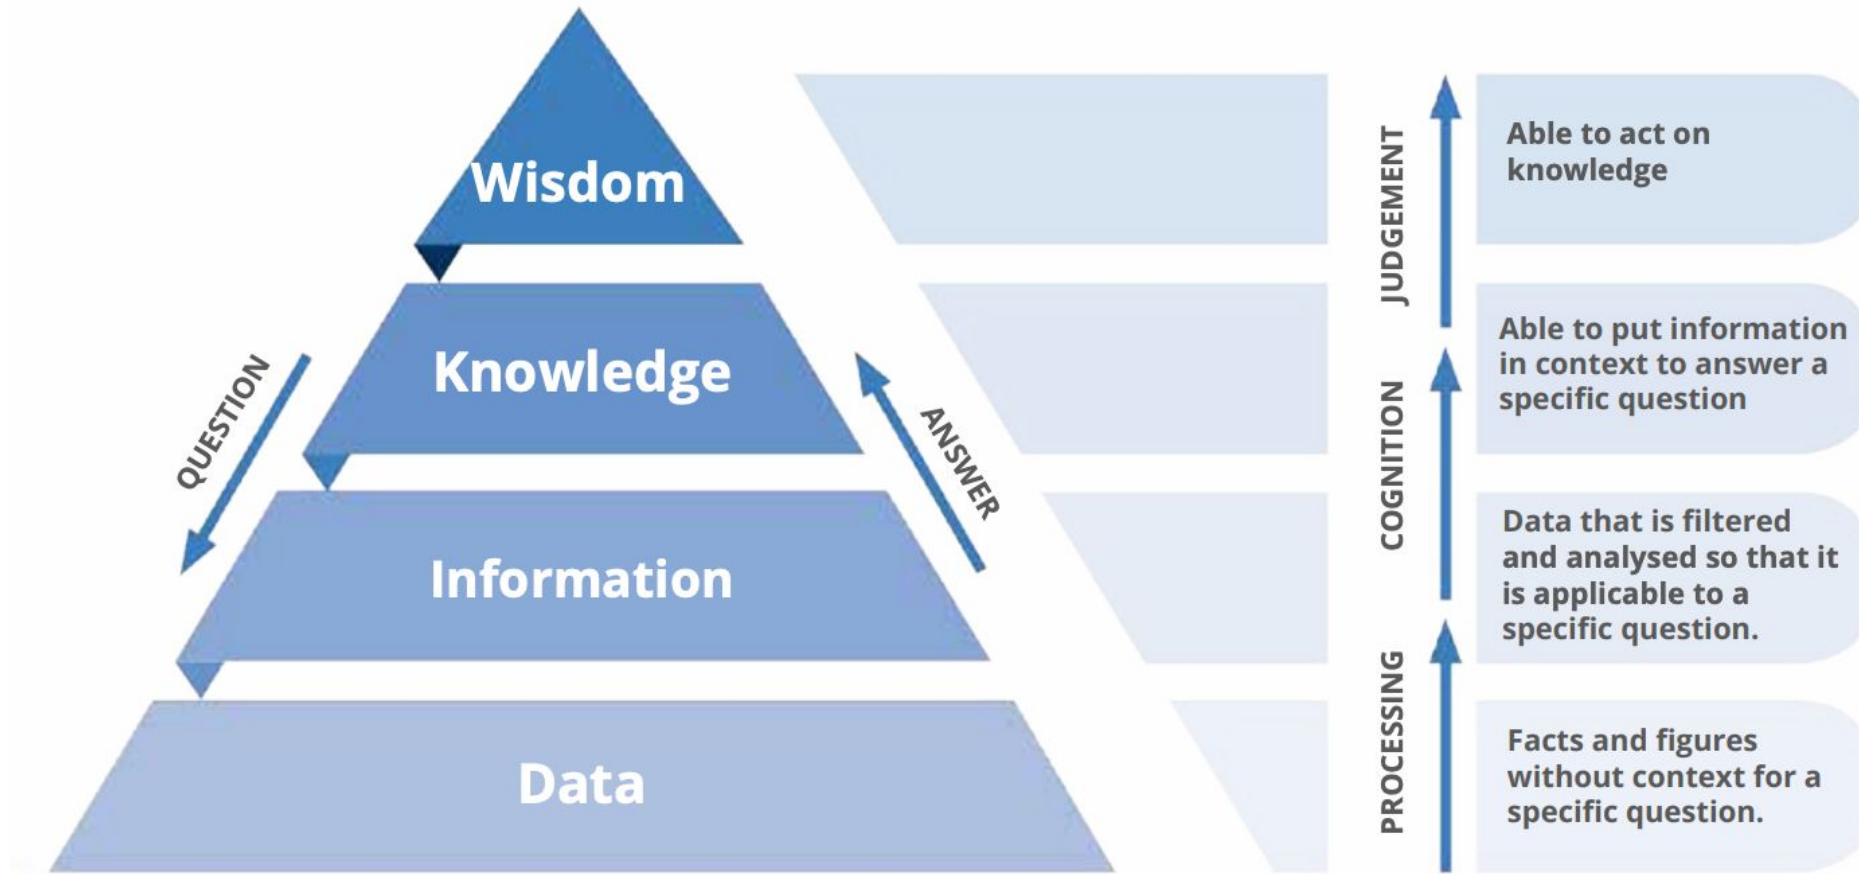 Wisdom
Knowledge
Information
Data
QUESTION
ANSWER
JUDGEMENT
COGNITION
PROCESSING
Able to act on
knowledge
Able to put information
in context to answer a
specific question
Data that is filtered
and analysed so that it
is applicable to a
specific question.
Facts and figures
without context for a
specific question.